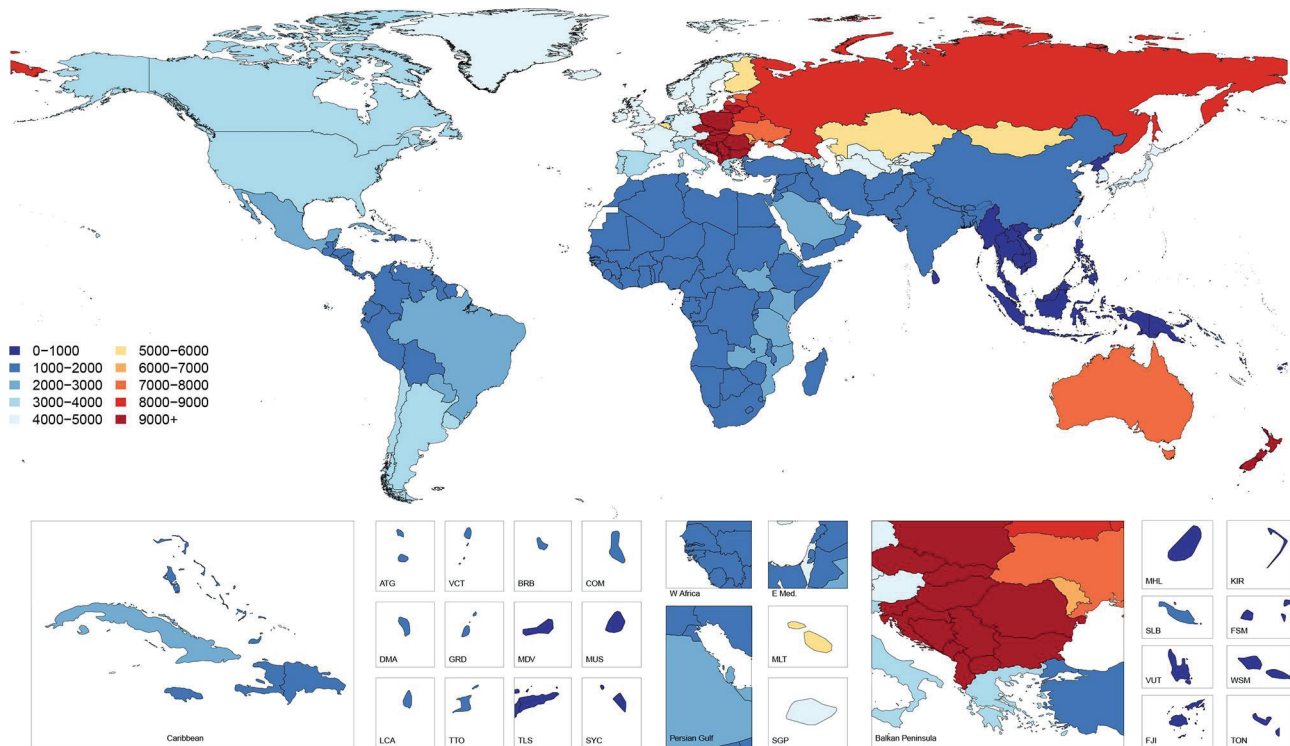 0−1000
1000−2000
2000−3000
3000−4000
4000−5000
5000−6000
6000−7000
7000−8000
8000−9000
9000+
Caribbean
ATG
VCT
BRB
COM
DMA
GRD
MDV
MUS
LCA
TTO
TLS
SYC
W Africa
E Med.
Persian Gulf
MLT
SGP
Balkan Peninsula
MHL
KIR
SLB
FSM
VUT
WSM
FJI
TON